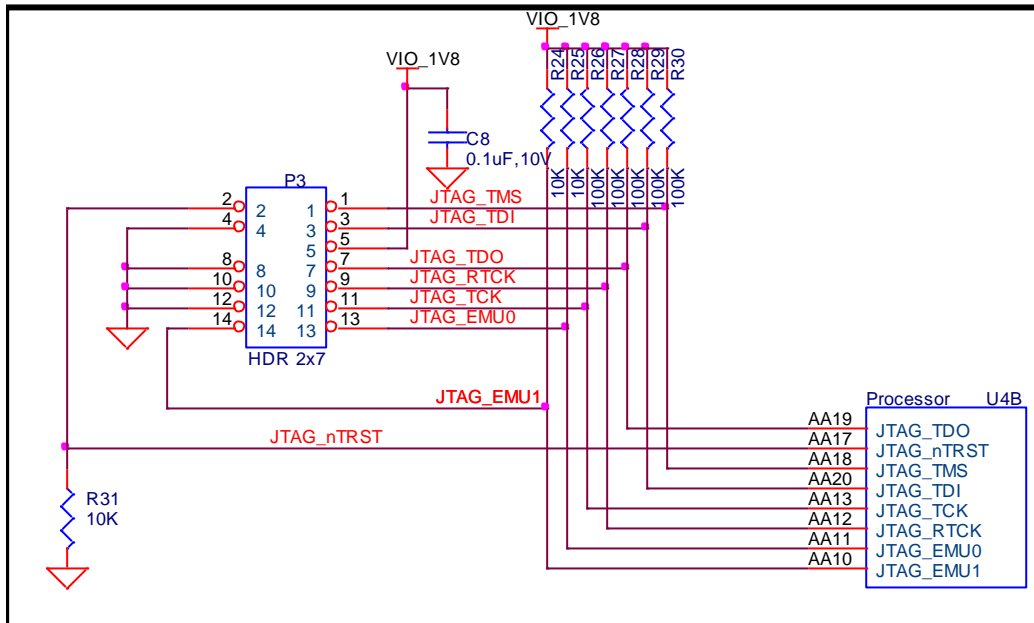 VIO_1V8
VIO_1V8
R24
R25
R26
R27
R28
R29
R30
10K
10K
100K
100K
100K
100K
100K
C8
0.1uF,10V
P3
2 2 1 1 JTAG_TMS
4 4 3 3 JTAG_TDI
5 5
8 8 7 7 JTAG_TDO
10 10 9 9 JTAG_RTCK
12 12 11 11 JTAG_TCK
14 14 13 13 JTAG_EMU0
HDR 2x7
JTAG_EMU1
JTAG_nTRST
R31
10K
Processor U4B
AA19 JTAG_TDO
AA17 JTAG_nTRST
AA18 JTAG_TMS
AA20 JTAG_TDI
AA13 JTAG_TCK
AA12 JTAG_RTCK
AA11 JTAG_EMU0
AA10 JTAG_EMU1